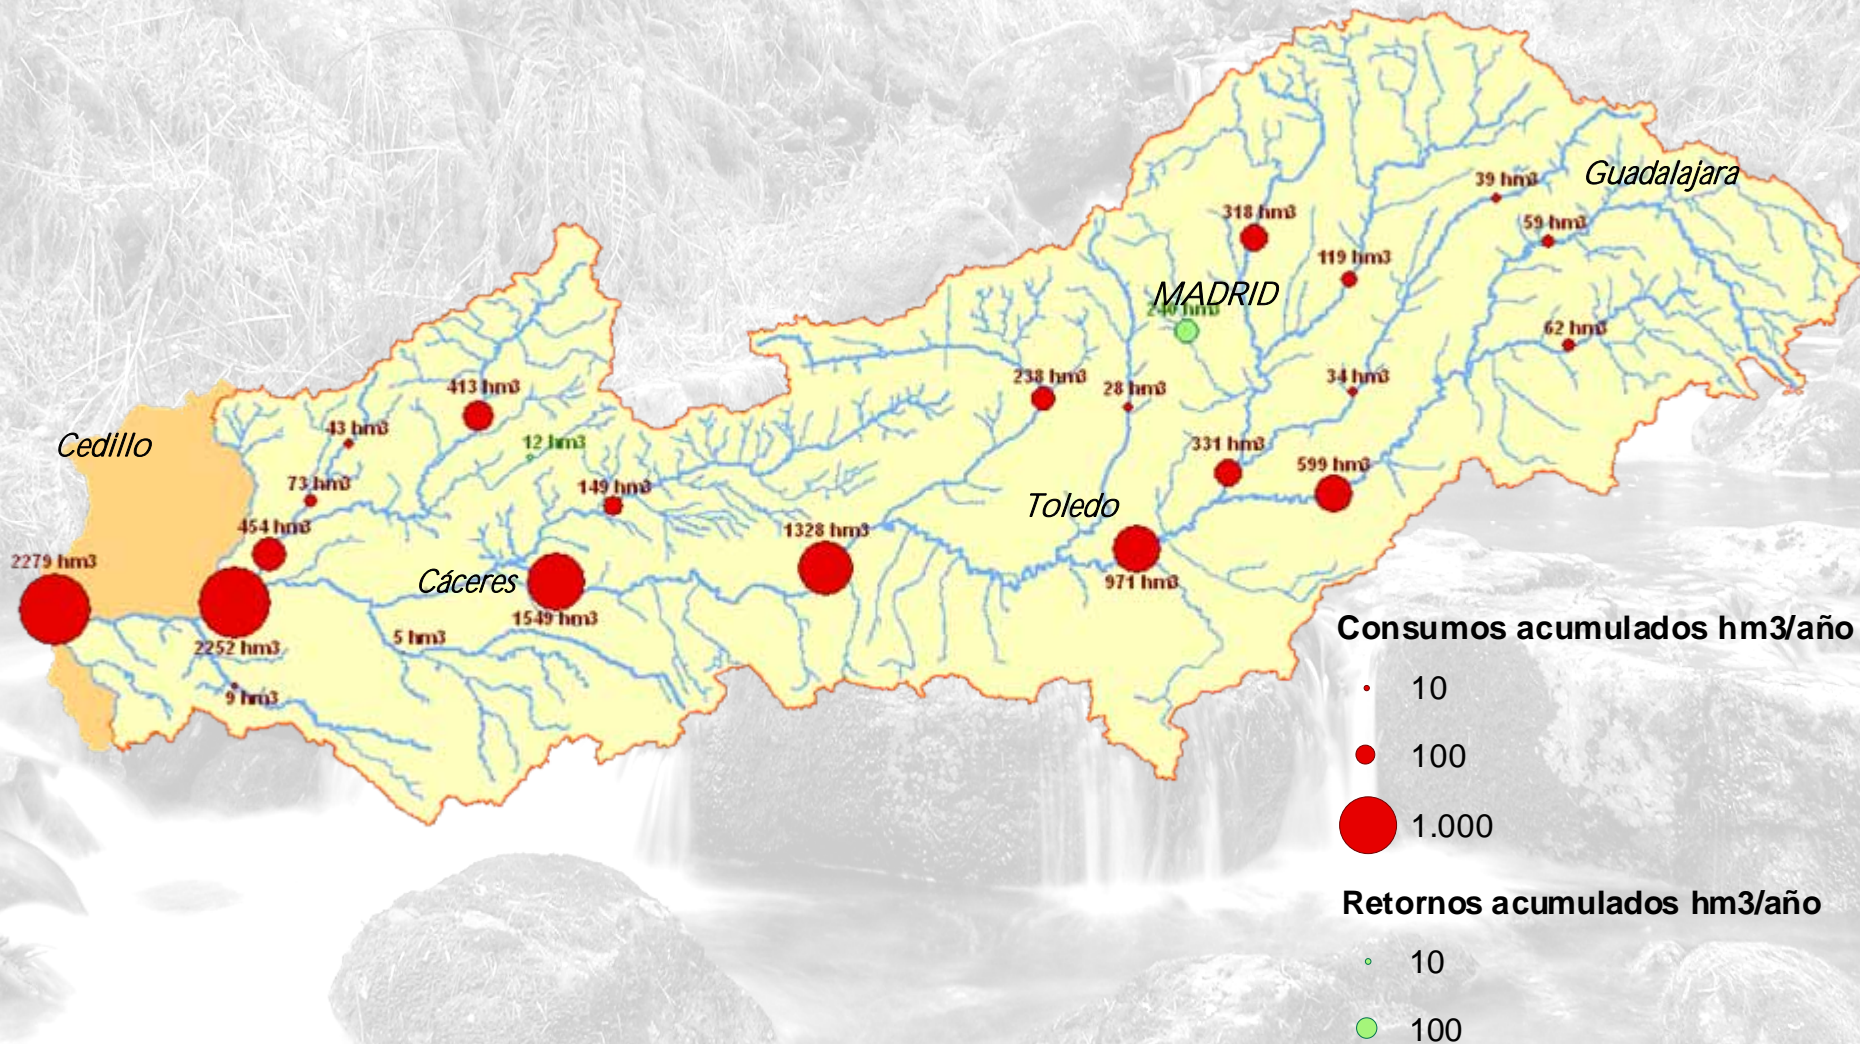 Guadalajara
39 hm3
318 hm3
59 hm3
119 hm3
MADRID
240 hm3
62 hm3
238 hm3
28 hm3
34 hm3
413 hm3
43 hm3
12 hm3
Cedillo
331 hm3
599 hm3
73 hm3
149 hm3
Toledo
454 hm3
1328 hm3
2279 hm3
Cáceres
971 hm3
1549 hm3
5 hm3
2252 hm3
9 hm3
Consumos acumulados hm3/año
10
100
1.000
Retornos acumulados hm3/año
10
100